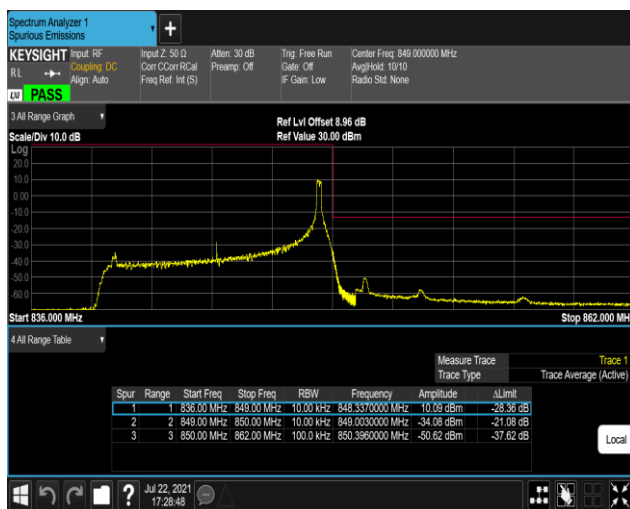 Spectrum Analyzer 1
Spurious Emissions
+
KEYSIGHT Input: RF Input Z: 50 Ω Atten: 30 dB Trig: Free Run Center Freq: 849.000000 MHz
RL Coupling: DC Corr CCorr RCal Preamp: Off Gate: Off Avg|Hold: 10/10
Align: Auto Freq Ref: Int (S) IF Gain: Low Radio Std: None
LXI PASS
3 All Range Graph
Ref Lvl Offset 8.96 dB
Scale/Div 10.0 dB Ref Value 30.00 dBm
Log
20.0
10.0
0.00
-10.0
-20.0
-30.0
-40.0
-50.0
-60.0
Start 836.000 MHz Stop 862.000 MH
4 All Range Table
Measure Trace Trace 1
Trace Type Trace Average (Active)
Spur Range Start Freq Stop Freq RBW Frequency Amplitude ΔLimit
1 1 836.00 MHz 849.00 MHz 10.00 kHz 848.3370000 MHz 10.09 dBm -28.36 dB
2 2 849.00 MHz 850.00 MHz 10.00 kHz 849.0030000 MHz -34.08 dBm -21.08 dB
3 3 850.00 MHz 862.00 MHz 100.0 kHz 850.3960000 MHz -50.62 dBm -37.62 dB
Local
? Jul 22, 2021
17:28:48